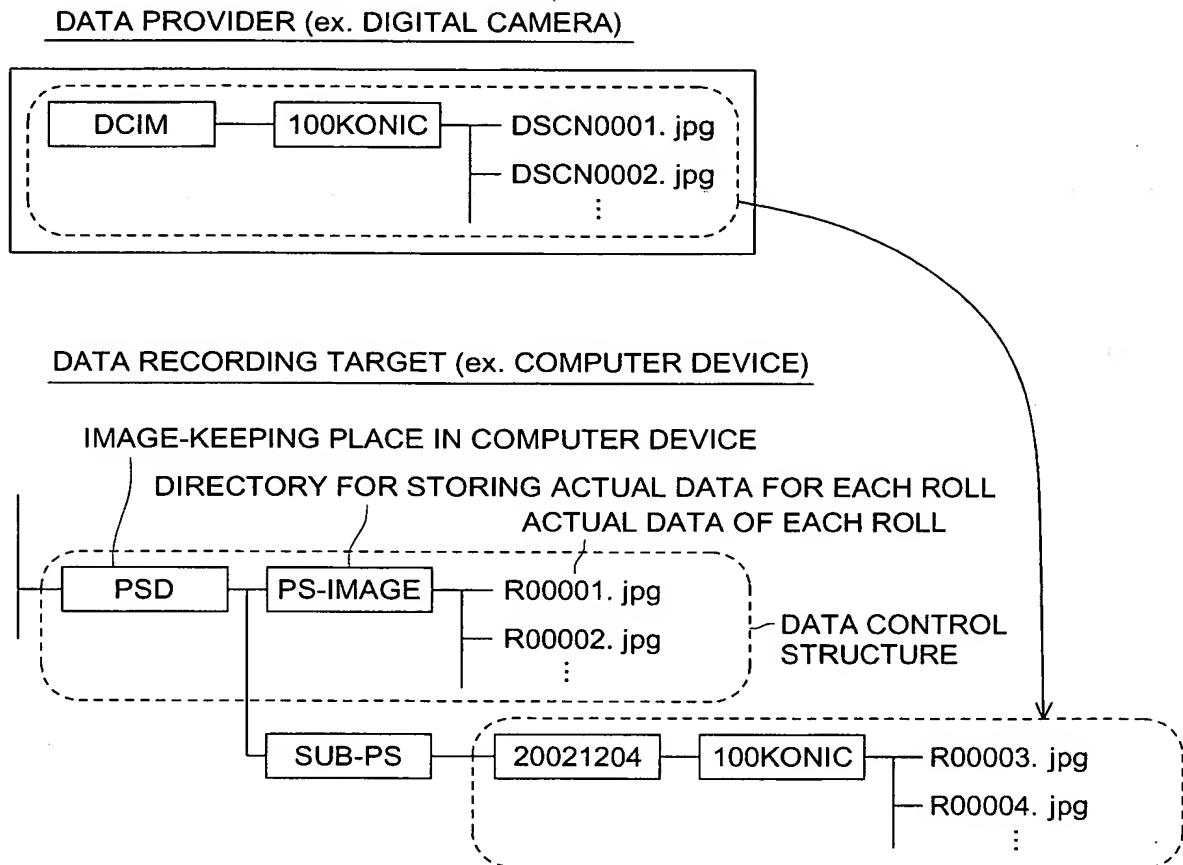 DATA PROVIDER (ex. DIGITAL CAMERA)
DCIM
100KONIC
DSCN0001. jpg
DSCN0002. jpg
⋮
DATA RECORDING TARGET (ex. COMPUTER DEVICE)
IMAGE-KEEPING PLACE IN COMPUTER DEVICE
DIRECTORY FOR STORING ACTUAL DATA FOR EACH ROLL
ACTUAL DATA OF EACH ROLL
PSD
PS-IMAGE
R00001. jpg
R00002. jpg
⋮
DATA CONTROL
STRUCTURE
SUB-PS
20021204
100KONIC
R00003. jpg
R00004. jpg
⋮